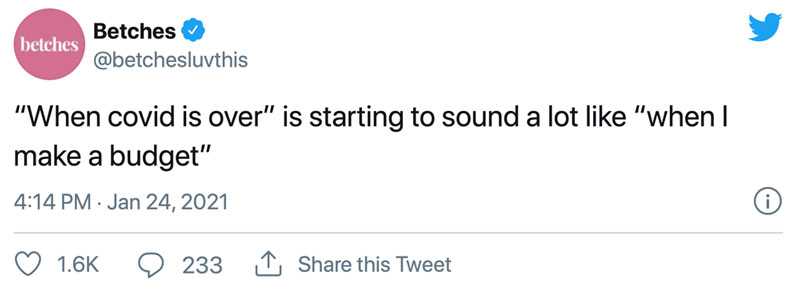 betches
Betches
@betchesluvthis
“When covid is over” is starting to sound a lot like “when I
make a budget”
4:14 PM · Jan 24, 2021
1.6K 233 Share this Tweet